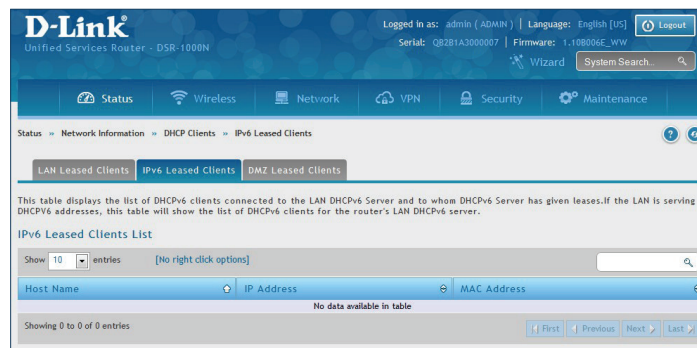 D-Link®
Unified Services Router - DSR-1000N
Logged in as: admin ( ADMIN ) | Language: English [US]
Logout
Serial: QB2B1A3000007 | Firmware: 1.10B006E_WW
Wizard
System Search...
Status
Wireless
Network
VPN
Security
Maintenance
Status » Network Information » DHCP Clients » IPv6 Leased Clients
LAN Leased Clients
IPv6 Leased Clients
DMZ Leased Clients
This table displays the list of DHCPv6 clients connected to the LAN DHCPv6 Server and to whom DHCPv6 Server has given leases.If the LAN is serving
DHCPV6 addresses, this table will show the list of DHCPv6 clients for the router's LAN DHCPv6 server.
IPv6 Leased Clients List
Show 10 entries [No right click options]
Host Name
IP Address
MAC Address
No data available in table
Showing 0 to 0 of 0 entries
First
Previous
Next
Last